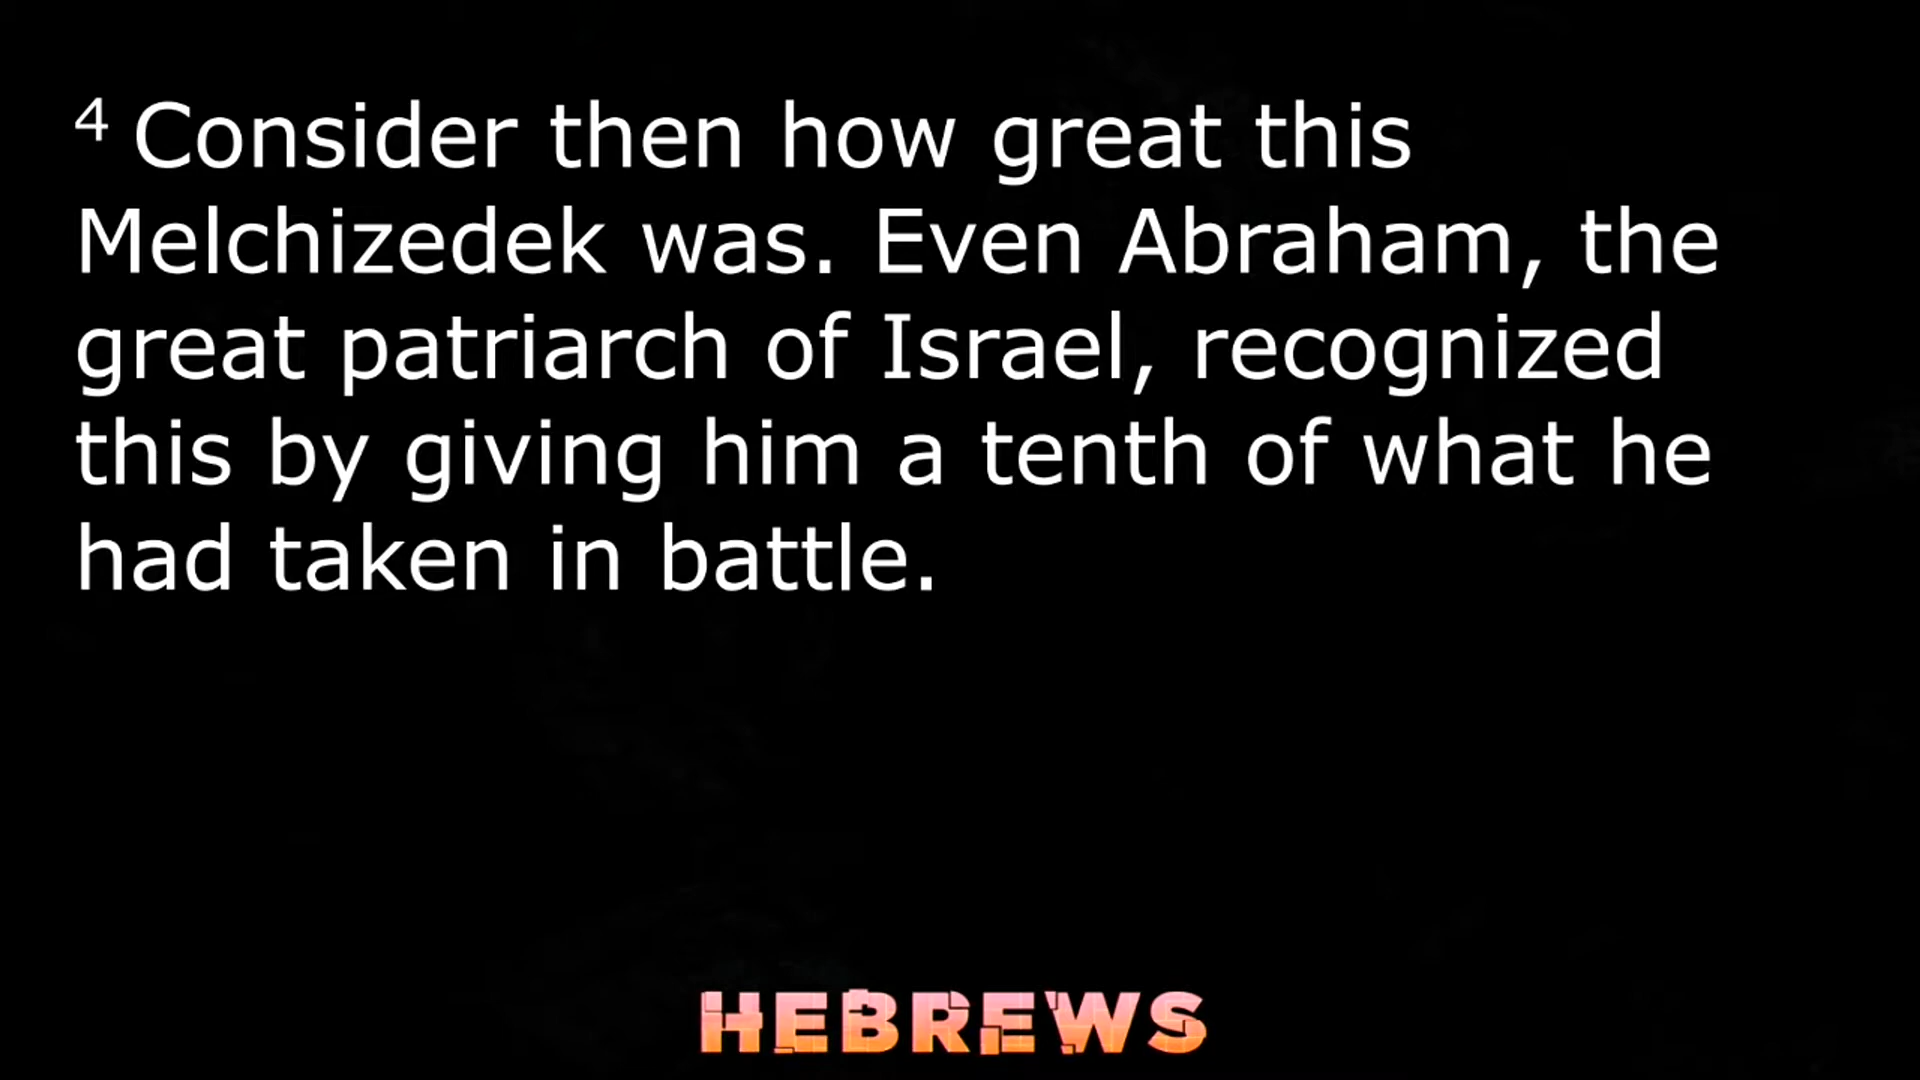 4 Consider then how great this
Melchizedek was. Even Abraham, the
great patriarch of Israel, recognized
this by giving him a tenth of what he
had taken in battle.
HEBREWS